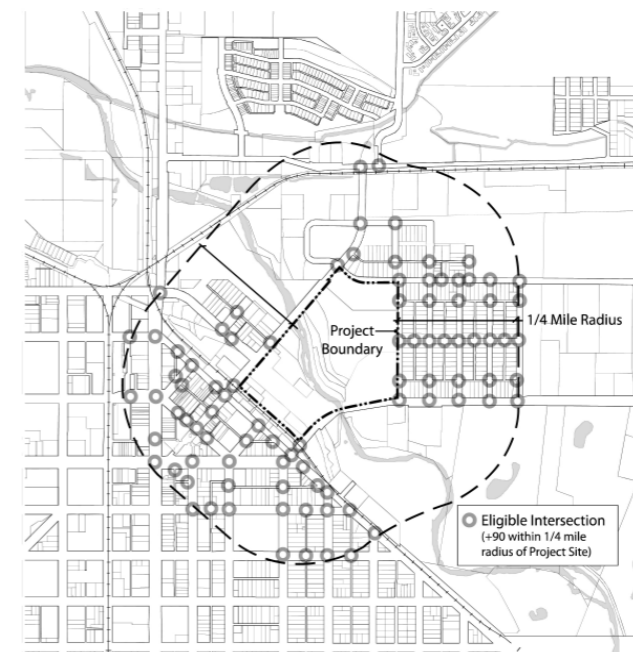 Project
Boundary
1/4 Mile Radius
Eligible Intersection
(+90 within 1/4 mile
radius of Project Site)